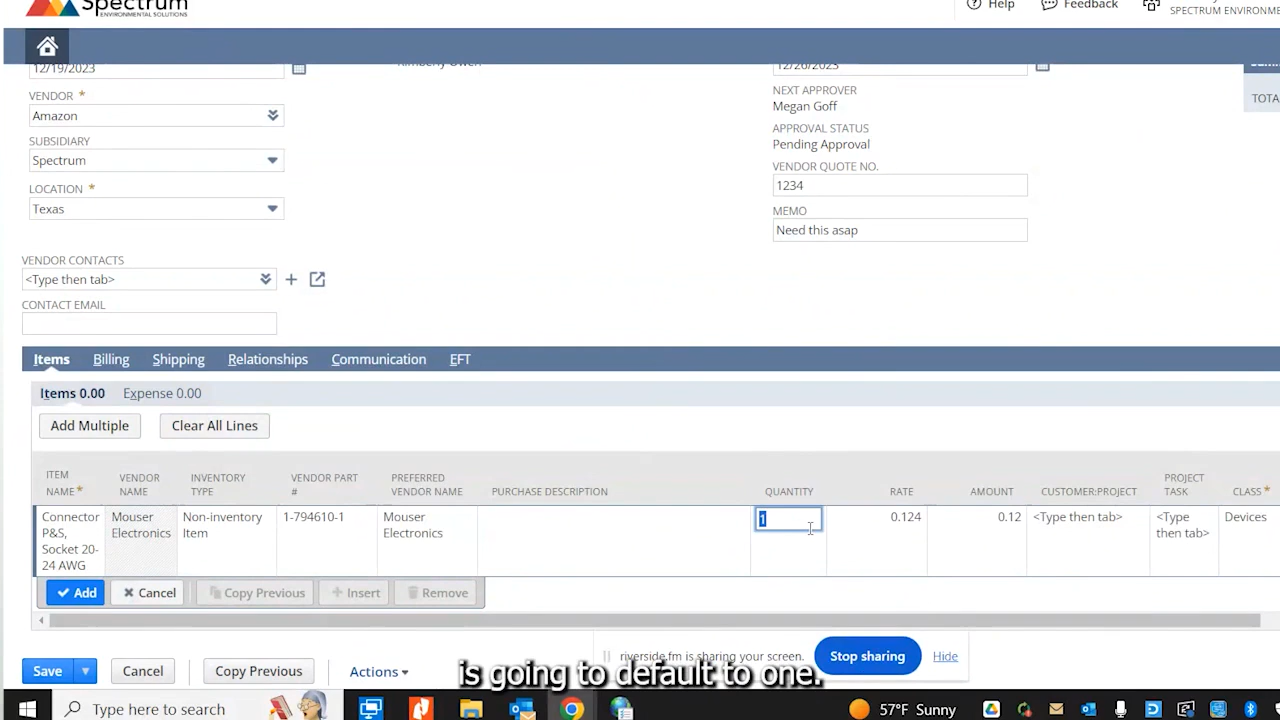 Spectrum
ENVIRONMENTAL SOLUTIONS
Help
Feedback
SPECTRUM ENVIRONME
12/19/2023
Kimberly Owen
12/26/2023
VENDOR *
Amazon
SUBSIDIARY
Spectrum
LOCATION *
Texas
NEXT APPROVER
Megan Goff
APPROVAL STATUS
Pending Approval
VENDOR QUOTE NO.
1234
MEMO
Need this asap
TOTA
VENDOR CONTACTS
<Type then tab>
CONTACT EMAIL
Items Billing Shipping Relationships Communication EFT
Items 0.00 Expense 0.00
Add Multiple Clear All Lines
ITEM NAME * VENDOR NAME INVENTORY TYPE VENDOR PART # PREFERRED VENDOR NAME PURCHASE DESCRIPTION QUANTITY RATE AMOUNT CUSTOMER:PROJECT PROJECT TASK CLASS *
Connector Mouser Non-inventory 1-794610-1 Mouser 1 0.124 0.12 <Type then tab> <Type Devices
P&S, Electronics Item Electronics then tab>
Socket 20-
24 AWG
Add Cancel Copy Previous Insert Remove
riverside.fm is sharing your screen. Stop sharing Hide
Save Cancel Copy Previous Actions
is going to default to one.
Type here to search
57°F Sunny